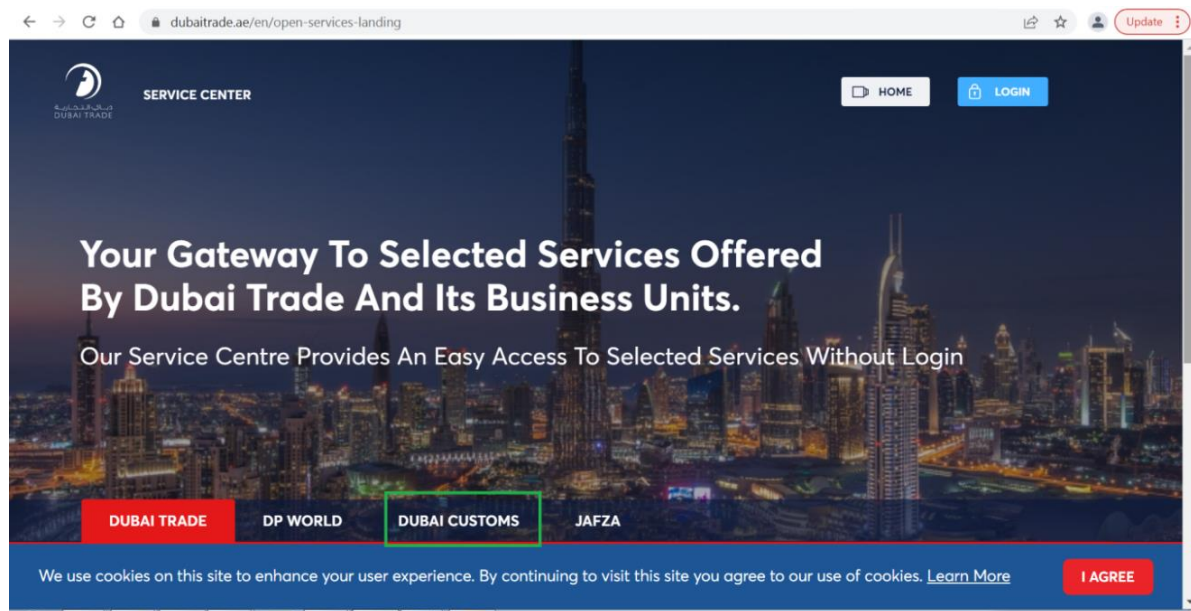 dubaitrade.ae/en/open-services-landing
Update
دبي التجارية
DUBAI TRADE
SERVICE CENTER
HOME
LOGIN
Your Gateway To Selected Services Offered
By Dubai Trade And Its Business Units.
Our Service Centre Provides An Easy Access To Selected Services Without Login
DUBAI TRADE
DP WORLD
DUBAI CUSTOMS
JAFZA
We use cookies on this site to enhance your user experience. By continuing to visit this site you agree to our use of cookies. Learn More
I AGREE